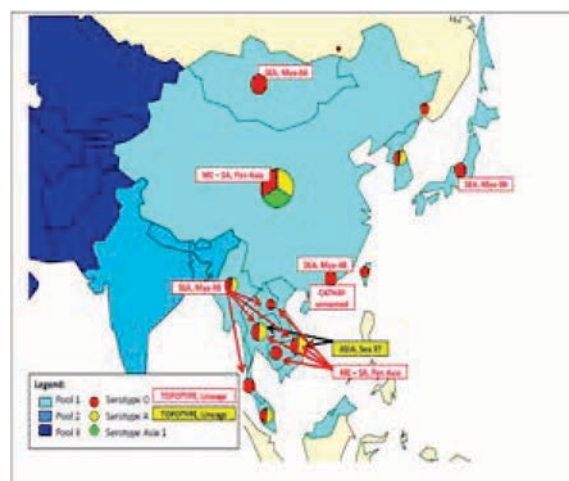 SEA, Mya-98
ME – SA, Pan Asia
SEA, Mya-98
SEA, Mya-98
SEA, Mya-98
CATHAY
unnamed
ASIA, Sea 97
ME – SA, Pan Asia
Legend:
Pool 1 Serotype O TOPOTYPE, Lineage
Pool 2 Serotype A TOPOTYPE, Lineage
Pool 3 Serotype Asia 1